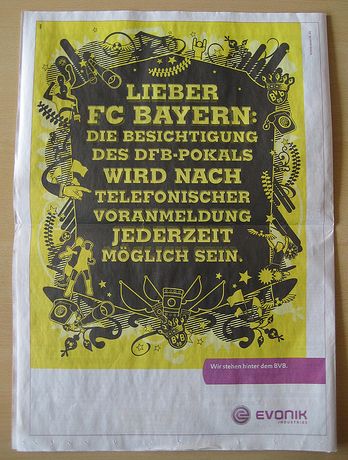 LIEBER
FC BAYERN:
DIE BESICHTIGUNG
DES DFB-POKALS
WIRD NACH
TELEFONISCHER
VORANMELDUNG
JEDERZEIT
MÖGLICH SEIN.
Wir stehen hinter dem BVB.
EVONIK
INDUSTRIES